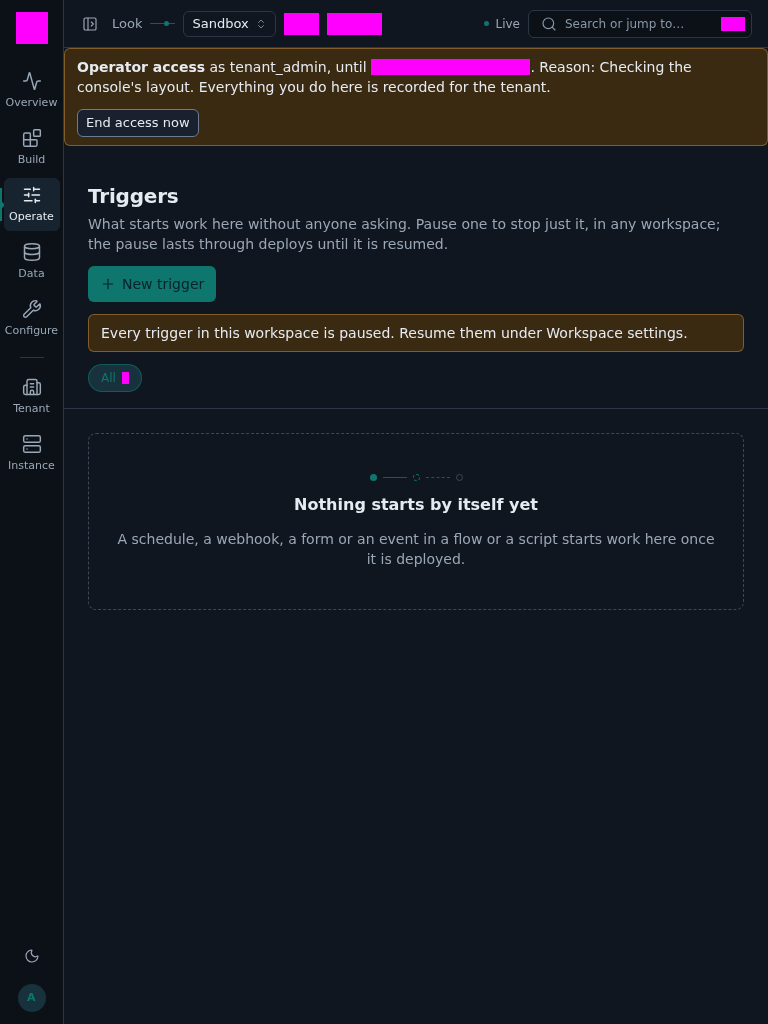 Look
Sandbox
Live
Search or jump to…
Overview
Build
Operate
Data
Configure
Tenant
Instance
A
Operator access as tenant_admin, until . Reason: Checking the
console's layout. Everything you do here is recorded for the tenant.
End access now
Triggers
What starts work here without anyone asking. Pause one to stop just it, in any workspace;
the pause lasts through deploys until it is resumed.
New trigger
Every trigger in this workspace is paused. Resume them under Workspace settings.
All
Nothing starts by itself yet
A schedule, a webhook, a form or an event in a flow or a script starts work here once
it is deployed.